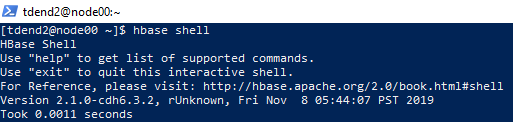 tdend2@node00:~
[tdend2@node00 ~]$ hbase shell
HBase Shell
Use "help" to get list of supported commands.
Use "exit" to quit this interactive shell.
For Reference, please visit: http://hbase.apache.org/2.0/book.html#shell
Version 2.1.0-cdh6.3.2, rUnknown, Fri Nov  8 05:44:07 PST 2019
Took 0.0011 seconds